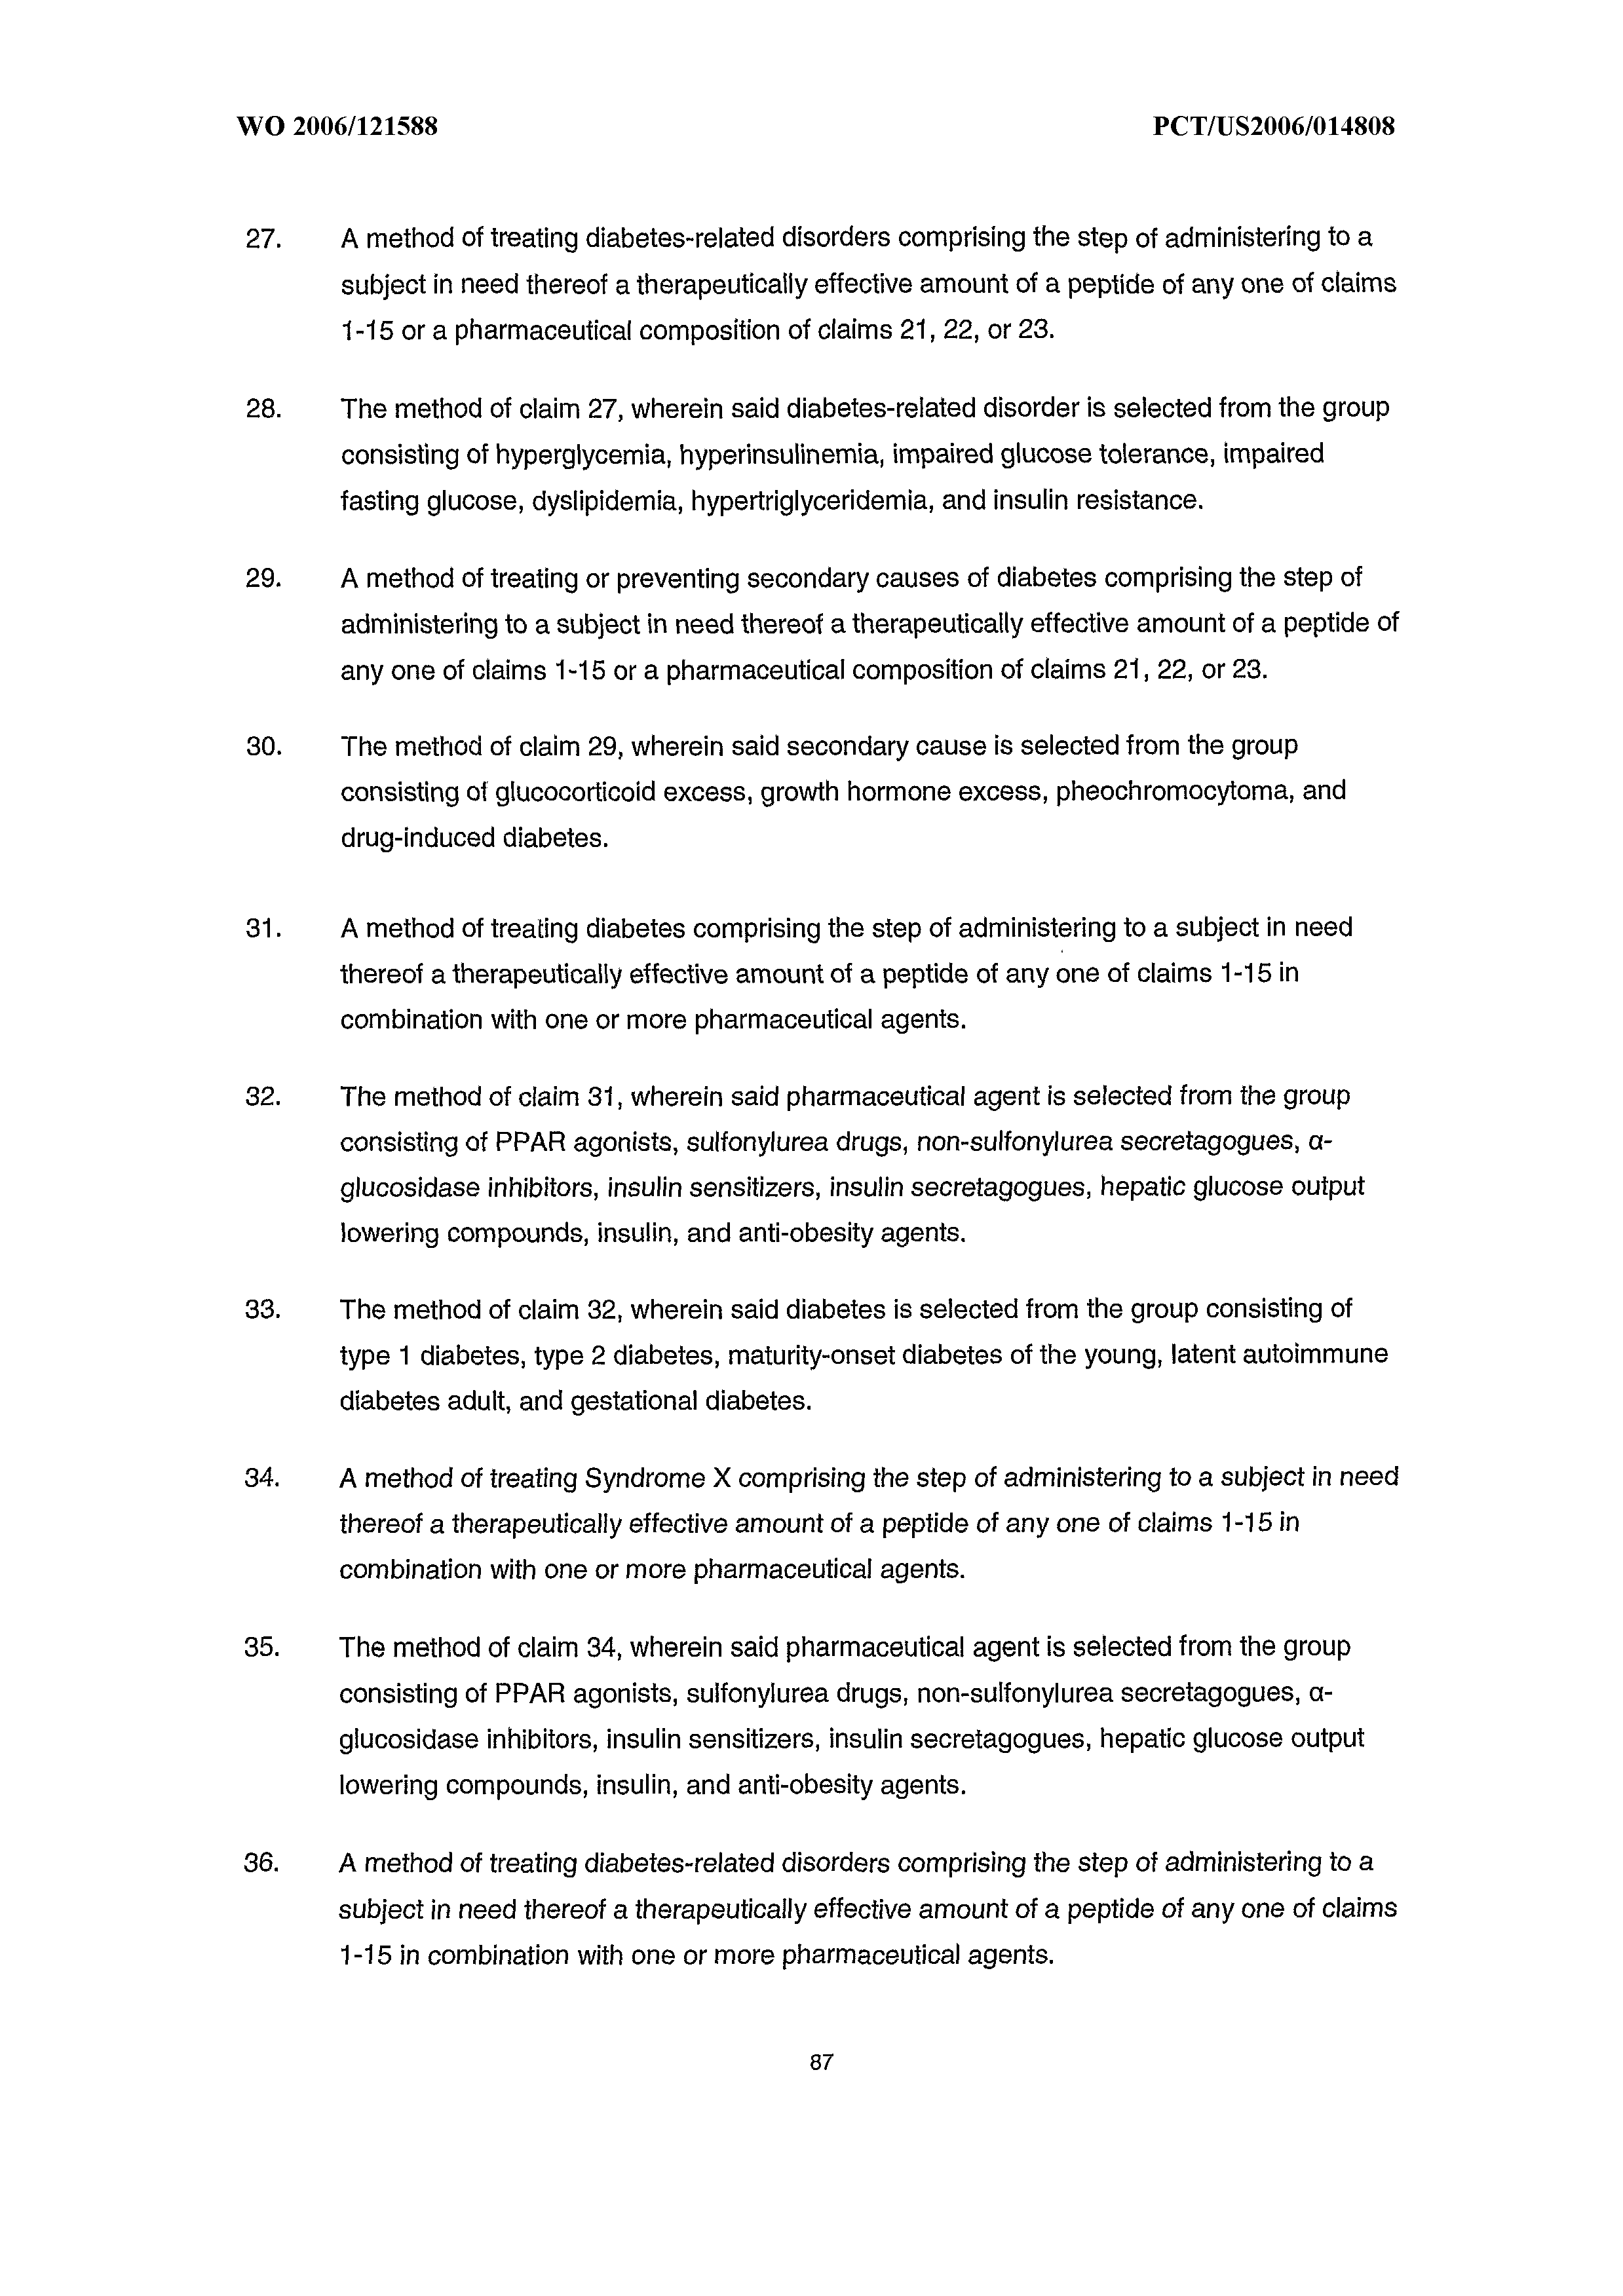 WO 2006/121588 PCT/US2006/014808
27. A method of treating diabetes-related disorders comprising the step of administering to a
subject in need thereof a therapeutically effective amount of a peptide of any one of claims
1-15 or a pharmaceutical composition of claims 21, 22, or 23.
28. The method of claim 27, wherein said diabetes-related disorder is selected from the group
consisting of hyperglycemia, hyperinsulinemia, impaired glucose tolerance, impaired
fasting glucose, dyslipidemia, hypertriglyceridemia, and insulin resistance.
29. A method of treating or preventing secondary causes of diabetes comprising the step of
administering to a subject in need thereof a therapeutically effective amount of a peptide of
any one of claims 1-15 or a pharmaceutical composition of claims 21, 22, or 23.
30. The method of claim 29, wherein said secondary cause is selected from the group
consisting of glucocorticoid excess, growth hormone excess, pheochromocytoma, and
drug-induced diabetes.
31. A method of treating diabetes comprising the step of administering to a subject in need
thereof a therapeutically effective amount of a peptide of any one of claims 1-15 in
combination with one or more pharmaceutical agents.
32. The method of claim 31, wherein said pharmaceutical agent is selected from the group
consisting of PPAR agonists, sulfonylurea drugs, non-sulfonylurea secretagogues, α-
glucosidase inhibitors, insulin sensitizers, insulin secretagogues, hepatic glucose output
lowering compounds, insulin, and anti-obesity agents.
33. The method of claim 32, wherein said diabetes is selected from the group consisting of
type 1 diabetes, type 2 diabetes, maturity-onset diabetes of the young, latent autoimmune
diabetes adult, and gestational diabetes.
34. A method of treating Syndrome X comprising the step of administering to a subject in need
thereof a therapeutically effective amount of a peptide of any one of claims 1-15 in
combination with one or more pharmaceutical agents.
35. The method of claim 34, wherein said pharmaceutical agent is selected from the group
consisting of PPAR agonists, sulfonylurea drugs, non-sulfonylurea secretagogues, α-
glucosidase inhibitors, insulin sensitizers, insulin secretagogues, hepatic glucose output
lowering compounds, insulin, and anti-obesity agents.
36. A method of treating diabetes-related disorders comprising the step of administering to a
subject in need thereof a therapeutically effective amount of a peptide of any one of claims
1-15 in combination with one or more pharmaceutical agents.
87